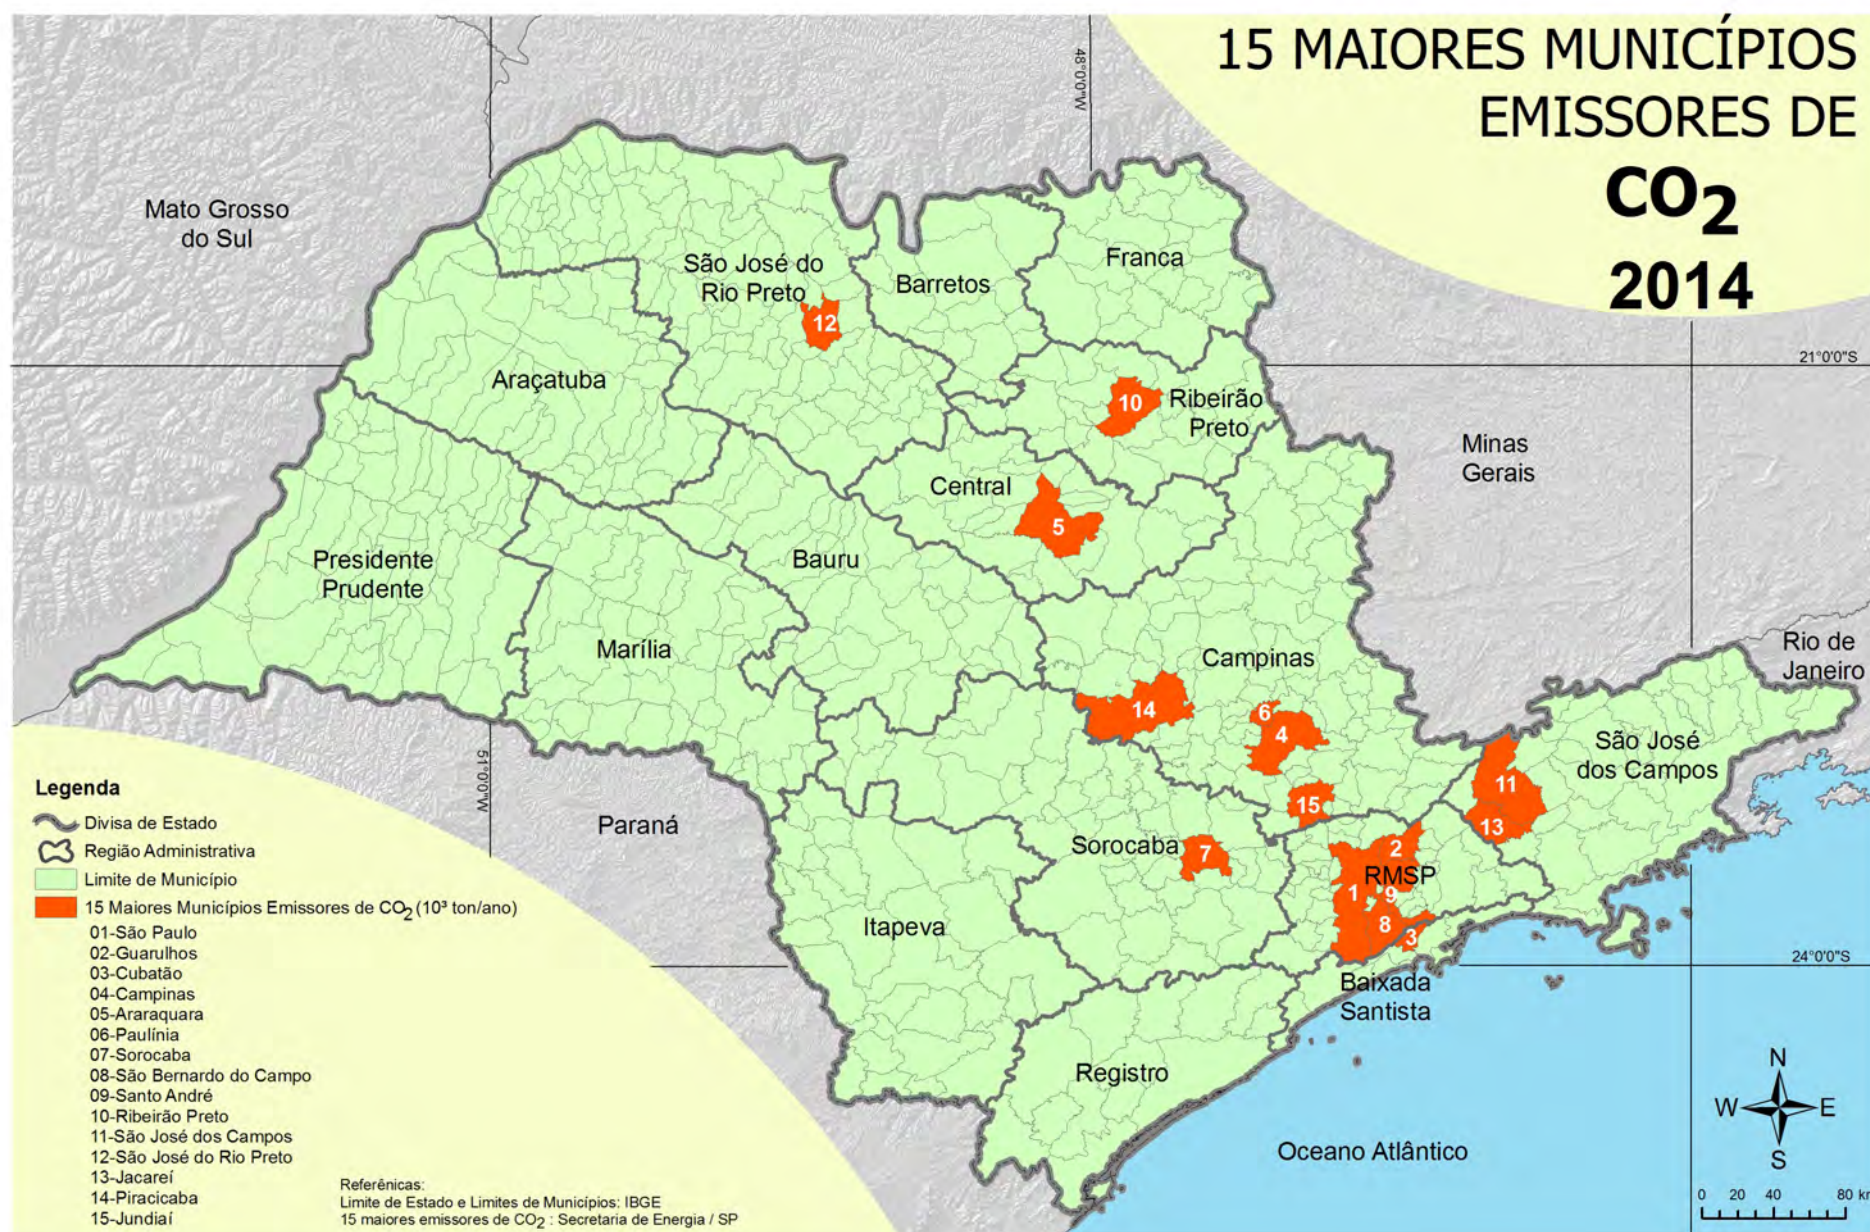 15 MAIORES MUNICÍPIOS
EMISSORES DE
CO2
2014
48°0'0"W
Mato Grosso
do Sul
São José do
Rio Preto
Barretos
Franca
12
21°0'0"S
Araçatuba
10
Ribeirão
Preto
Minas
Gerais
Central
5
Presidente
Prudente
Bauru
Marília
Campinas
Rio de
Janeiro
14
6
4
São José
dos Campos
51°0'0"W
11
15
13
Paraná
Sorocaba
7
2
RMSP
1
9
8
3
Itapeva
24°0'0"S
Baixada
Santista
Registro
Oceano Atlântico
N
W
E
S
0 20 40 80 km
Legenda
Divisa de Estado
Região Administrativa
Limite de Município
15 Maiores Municípios Emissores de CO2 (10³ ton/ano)
01-São Paulo
02-Guarulhos
03-Cubatão
04-Campinas
05-Araraquara
06-Paulínia
07-Sorocaba
08-São Bernardo do Campo
09-Santo André
10-Ribeirão Preto
11-São José dos Campos
12-São José do Rio Preto
13-Jacareí
14-Piracicaba
15-Jundiaí
Referênicas:
Limite de Estado e Limites de Municípios: IBGE
15 maiores emissores de CO2 : Secretaria de Energia / SP